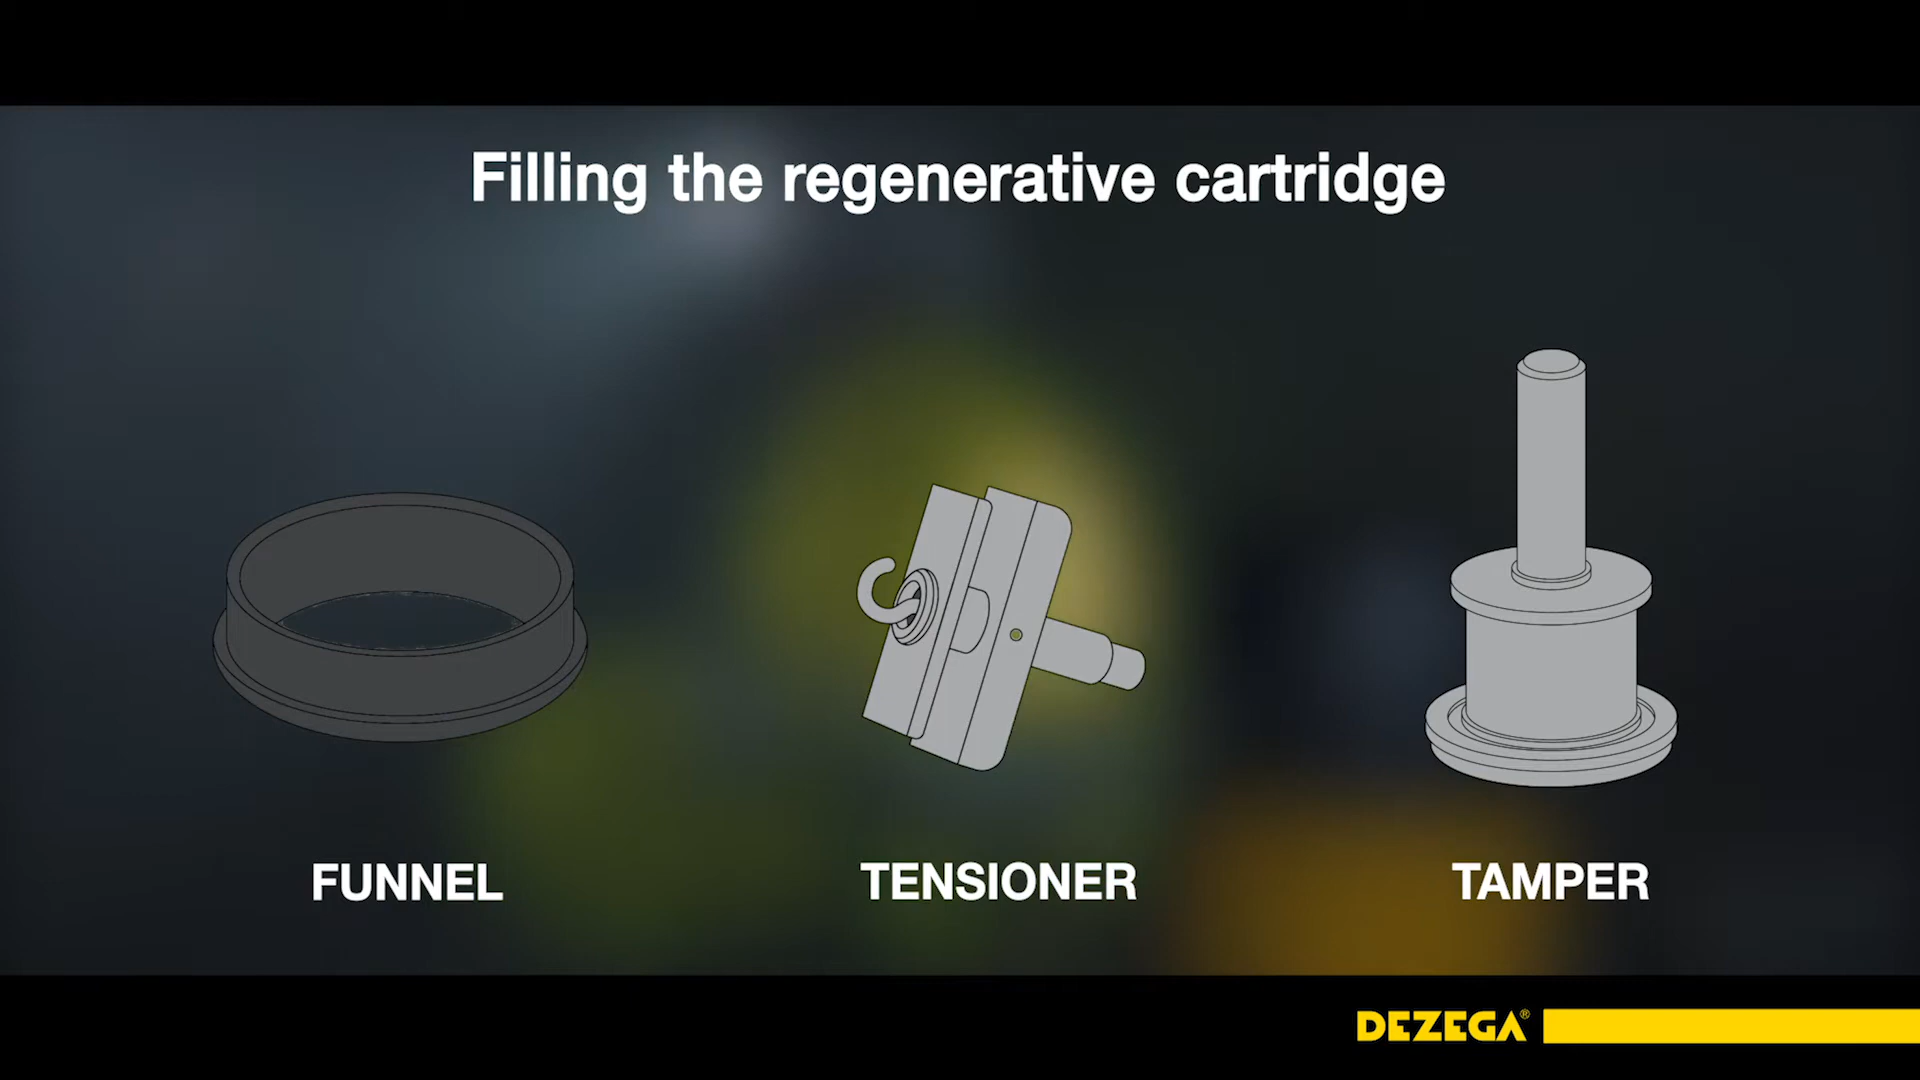 Filling the regenerative cartridge
FUNNEL
TENSIONER
TAMPER
DEZEGA®